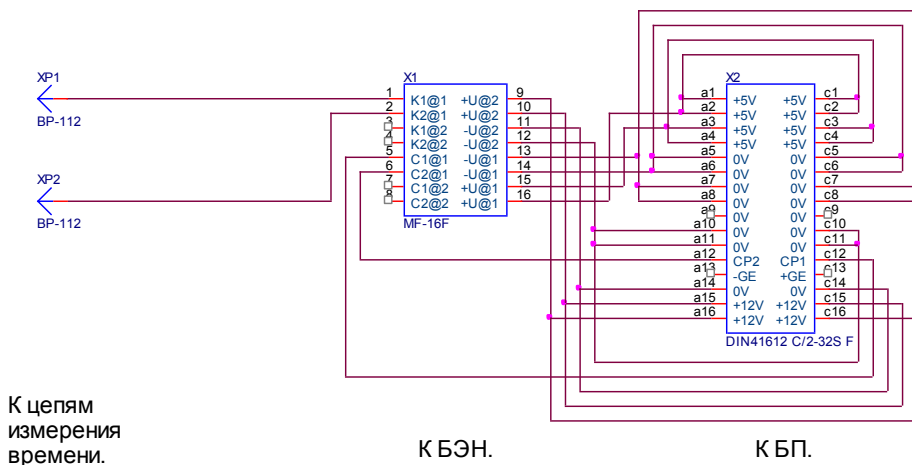 XP1
BP-112
XP2
BP-112
X1
1 K1@1 +U@2 9
2 K2@1 +U@2 10
3 K1@2 -U@2 11
4 K2@2 -U@2 12
5 C1@1 -U@1 13
6 C2@1 -U@1 14
7 C1@2 +U@1 15
8 C2@2 +U@1 16
MF-16F
X2
a1 +5V +5V c1
a2 +5V +5V c2
a3 +5V +5V c3
a4 +5V +5V c4
a5 0V 0V c5
a6 0V 0V c6
a7 0V 0V c7
a8 0V 0V c8
a9 0V 0V c9
a10 0V 0V c10
a11 0V 0V c11
a12 CP2 CP1 c12
a13 -GE +GE c13
a14 0V 0V c14
a15 +12V +12V c15
a16 +12V +12V c16
DIN41612 C/2-32S F
К цепям
измерения
времени.
К БЭН.
К БП.